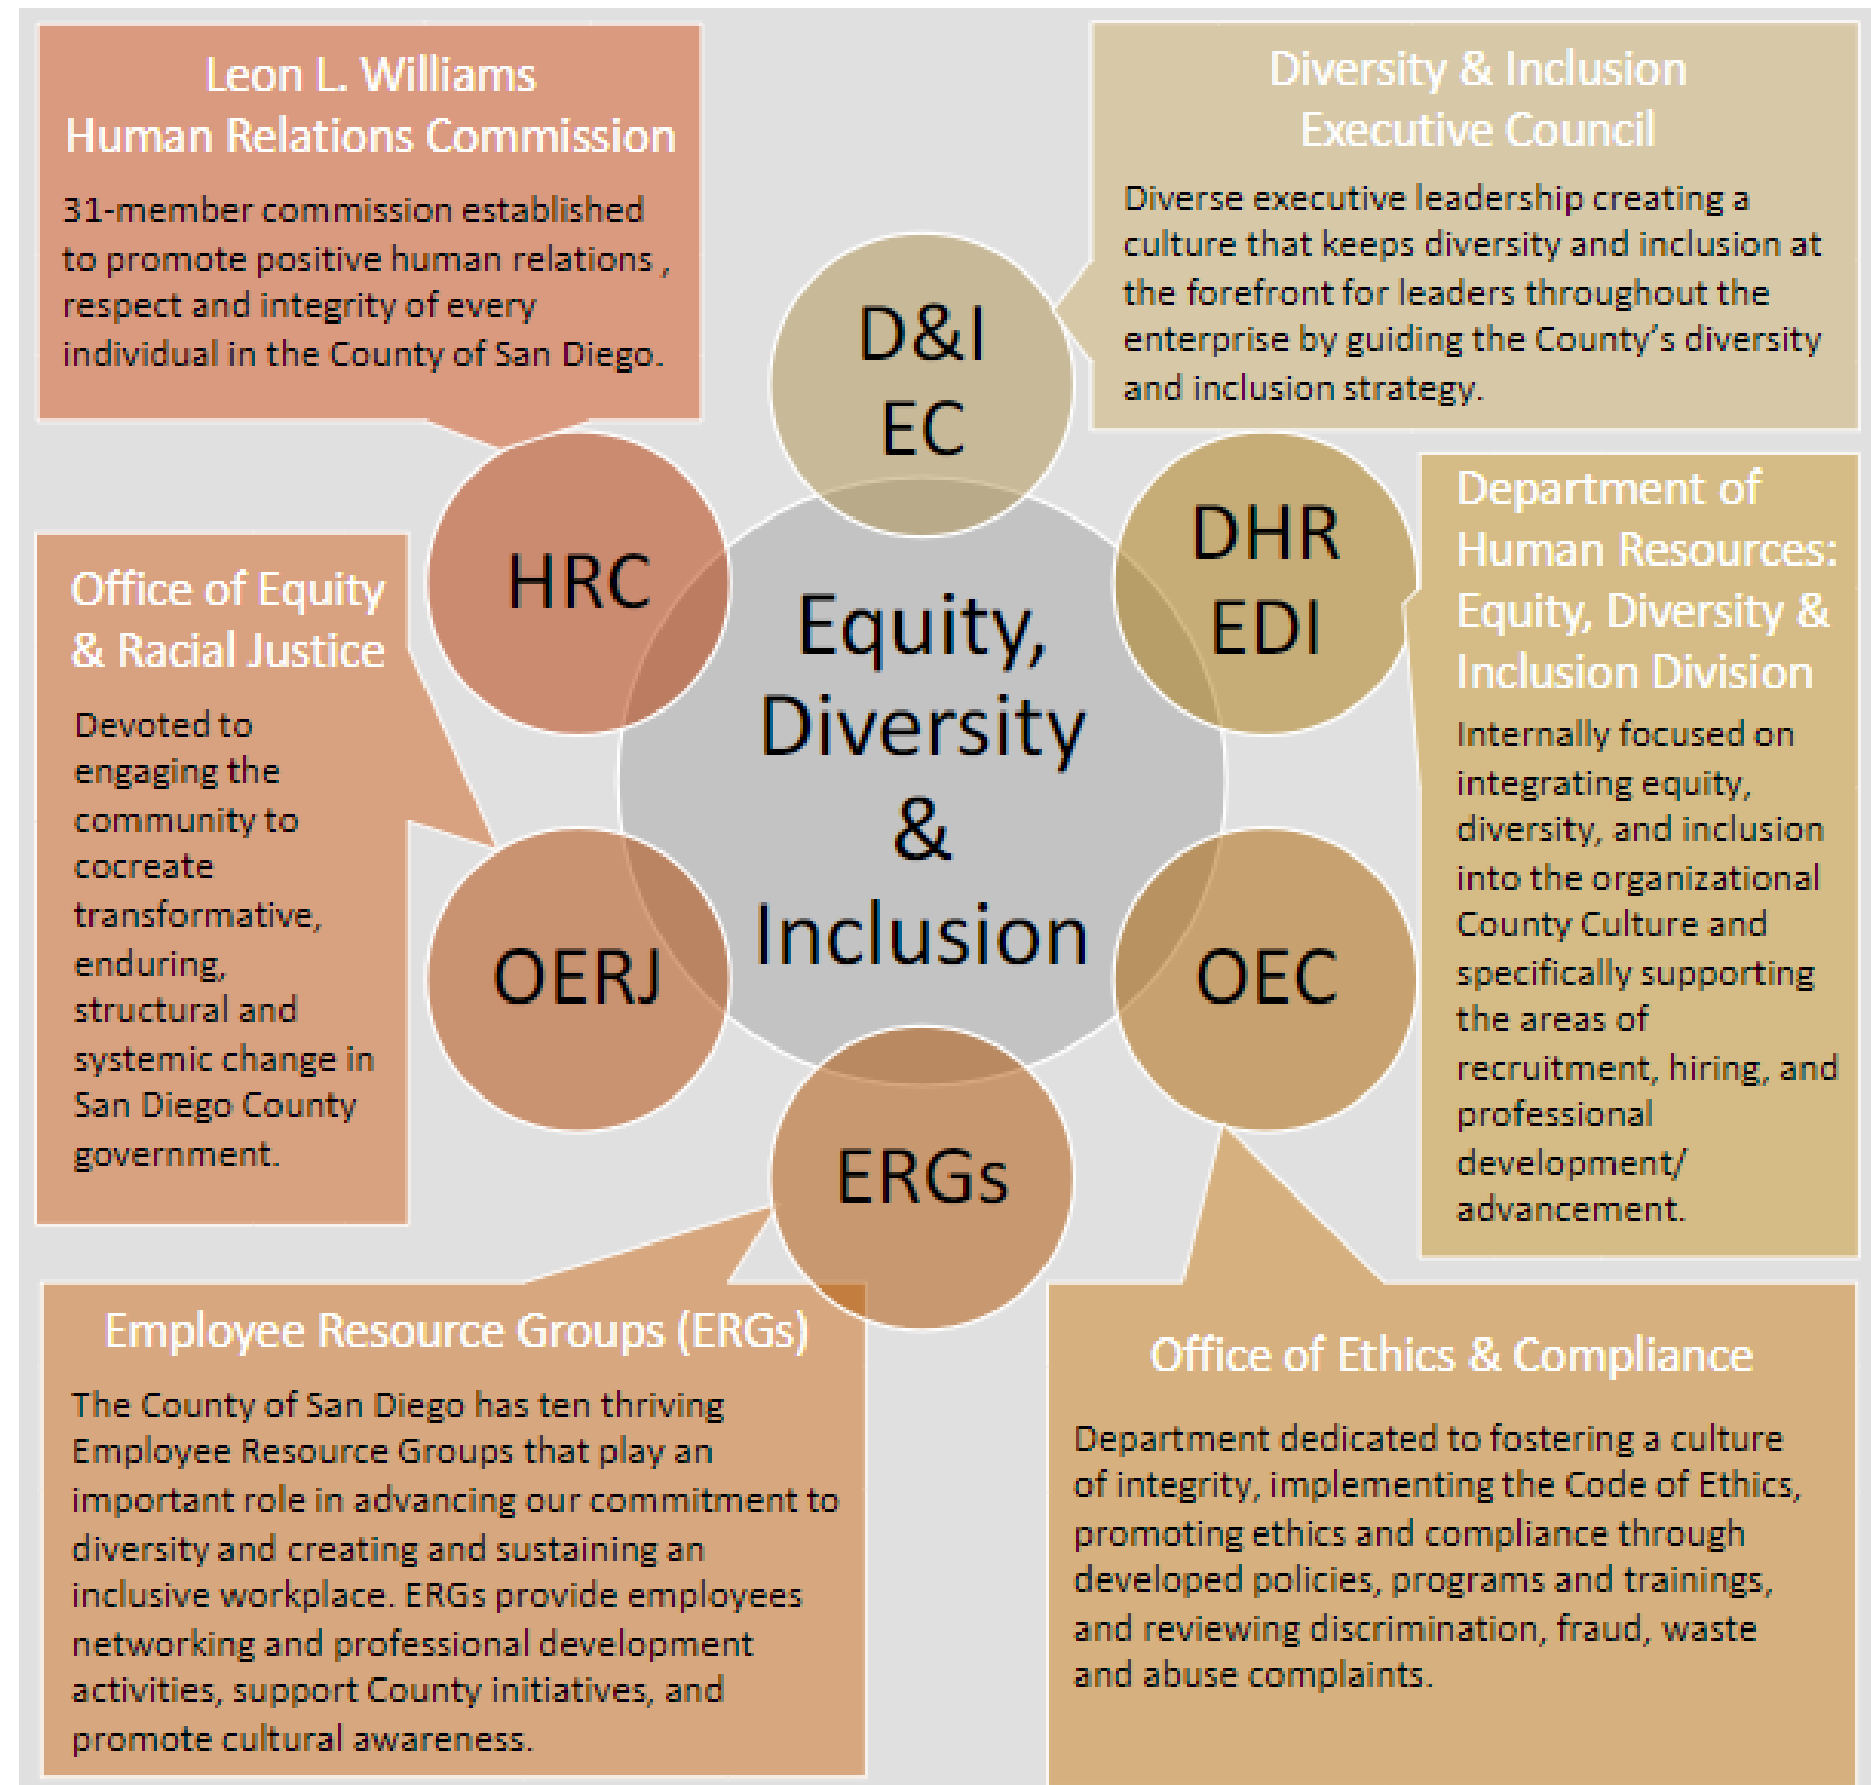 Leon L. Williams
Human Relations Commission
31-member commission established
to promote positive human relations ,
respect and integrity of every
individual in the County of San Diego.
Diversity & Inclusion
Executive Council
Diverse executive leadership creating a
culture that keeps diversity and inclusion at
the forefront for leaders throughout the
enterprise by guiding the County's diversity
and inclusion strategy.
D&I
EC
HRC
DHR
EDI
Equity,
Diversity
&
Inclusion
OERJ
OEC
ERGs
Office of Equity
& Racial Justice
Devoted to
engaging the
community to
cocreate
transformative,
enduring,
structural and
systemic change in
San Diego County
government.
Department of
Human Resources:
Equity, Diversity &
Inclusion Division
Internally focused on
integrating equity,
diversity, and inclusion
into the organizational
County Culture and
specifically supporting
the areas of
recruitment, hiring, and
professional
development/
advancement.
Employee Resource Groups (ERGs)
The County of San Diego has ten thriving
Employee Resource Groups that play an
important role in advancing our commitment to
diversity and creating and sustaining an
inclusive workplace. ERGs provide employees
networking and professional development
activities, support County initiatives, and
promote cultural awareness.
Office of Ethics & Compliance
Department dedicated to fostering a culture
of integrity, implementing the Code of Ethics,
promoting ethics and compliance through
developed policies, programs and trainings,
and reviewing discrimination, fraud, waste
and abuse complaints.